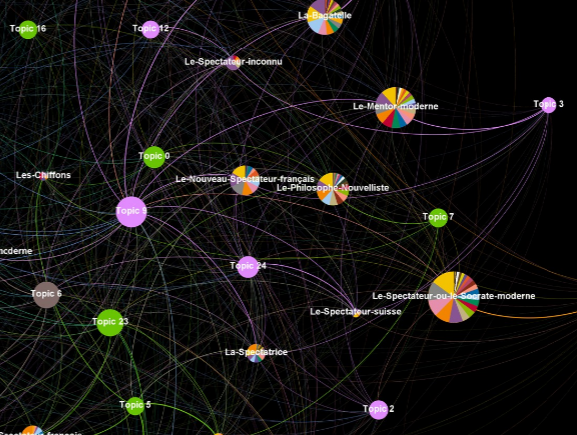 La-Bagatelle
Topic 16
Topic 12
Le-Spectateur-inconnu
Le-Mentor-moderne
Topic 3
Topic 0
Les-Chiffons
Le-Nouveau-Spectateur-français
Le-Philosophe-Nouvelliste
Topic 9
Topic 7
Topic 24
Topic 6
Le-Spectateur-ou-le-Socrate-moderne
Le-Spectateur-suisse
Topic 23
La-Spectatrice
Topic 5
Topic 2